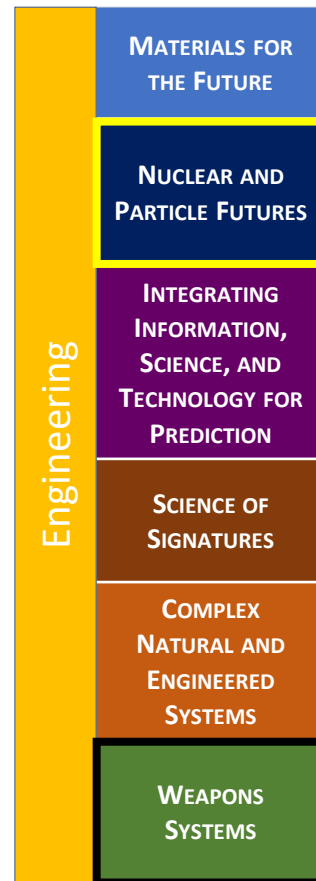 Engineering
MATERIALS FOR
THE FUTURE
NUCLEAR AND
PARTICLE FUTURES
INTEGRATING
INFORMATION,
SCIENCE, AND
TECHNOLOGY FOR
PREDICTION
SCIENCE OF
SIGNATURES
COMPLEX
NATURAL AND
ENGINEERED
SYSTEMS
WEAPONS
SYSTEMS